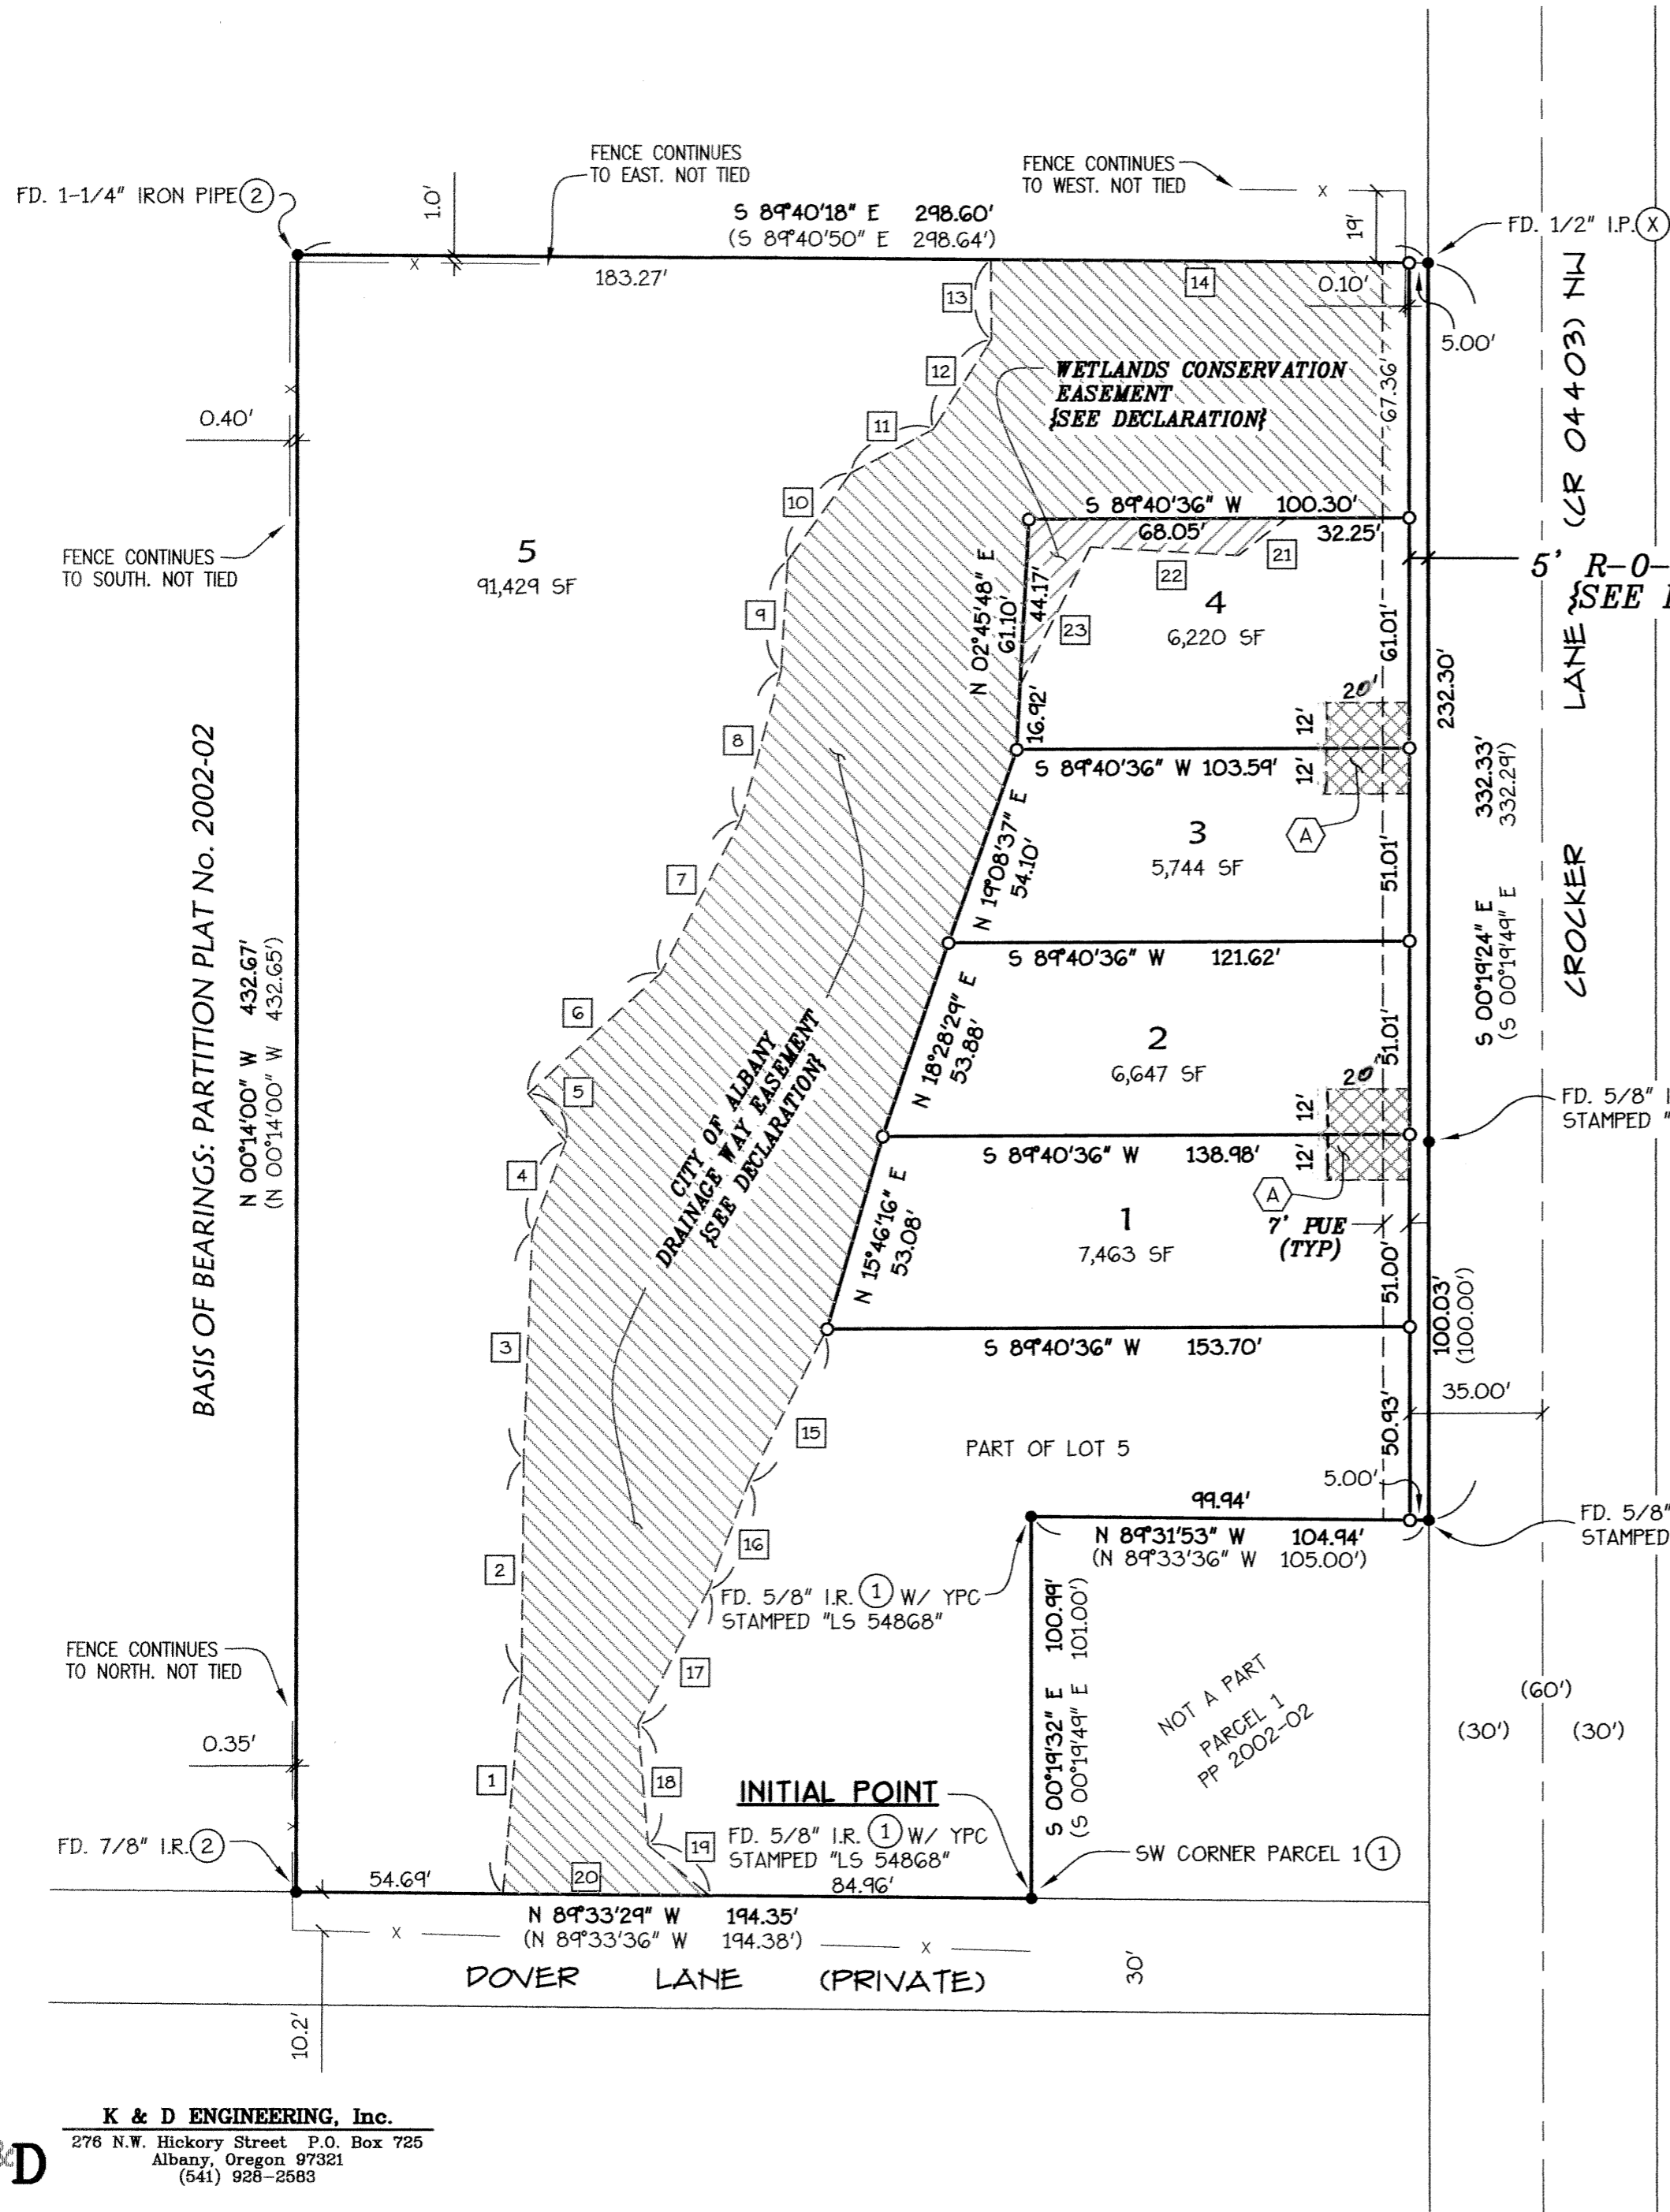 FENCE CONTINUES
TO EAST. NOT TIED
FENCE CONTINUES
TO WEST. NOT TIED
FD. 1-1/4" IRON PIPE 2
1.0'
S 89°40'18" E 298.60'
(S 89°40'50" E 298.64')
183.27'
X
X
19'
FD. 1/2" I.P. X
13
14
0.10'
5.00'
12
WETLANDS CONSERVATION
EASEMENT
{SEE DECLARATION}
67.36'
X
0.40'
11
10
S 89°40'36" W 100.30'
68.05'
32.25'
FENCE CONTINUES
TO SOUTH. NOT TIED
5
91,429 SF
21
22
5' R-O-
{SEE
9
N 02°45'48" E
61.10'
44.17'
23
4
6,220 SF
61.01'
LANE (CR 04403) NW
232.30'
20'
16.92'
12'
12'
8
S 89°40'36" W 103.59'
332.33'
332.29')
A
3
5,744 SF
N 19°08'37" E
54.10'
51.01'
7
BASIS OF BEARINGS: PARTITION PLAT No. 2002-02
N 00°14'00" W 432.67'
(N 00°14'00" W 432.65')
S 00°19'24" E
(S 00°19'49" E
CROCKER
S 89°40'36" W 121.62'
6
N 18°28'29" E
53.88'
2
6,647 SF
51.01'
CITY OF ALBANY
DRAINAGE WAY EASEMENT
{SEE DECLARATION}
5
20'
12'
12'
FD. 5/8"
STAMPED "
S 89°40'36" W 138.98'
4
A
7' PUE
(TYP)
1
7,463 SF
N 15°46'16" E
53.08'
51.00'
100.03'
(100.00')
3
S 89°40'36" W 153.70'
35.00'
15
PART OF LOT 5
50.93'
5.00'
99.94'
N 89°31'53" W 104.94'
(N 89°33'36" W 105.00')
FD. 5/8"
STAMPED
16
2
FD. 5/8" I.R. 1 W/ YPC
STAMPED "LS 54868"
S 00°19'32" E 100.99'
(S 00°19'49" E 101.00')
FENCE CONTINUES
TO NORTH. NOT TIED
17
NOT A PART
PARCEL 1
PP 2002-02
(60')
(30')
(30')
0.35'
1
18
INITIAL POINT
X
FD. 7/8" I.R. 2
19
FD. 5/8" I.R. 1 W/ YPC
STAMPED "LS 54868"
SW CORNER PARCEL 1 1
54.69'
20
84.96'
N 89°33'29" W 194.35'
(N 89°33'36" W 194.38')
X
X
DOVER LANE (PRIVATE)
30'
10.2'
K & D ENGINEERING, Inc.
276 N.W. Hickory Street P.O. Box 725
Albany, Oregon 97321
(541) 928-2583
&D